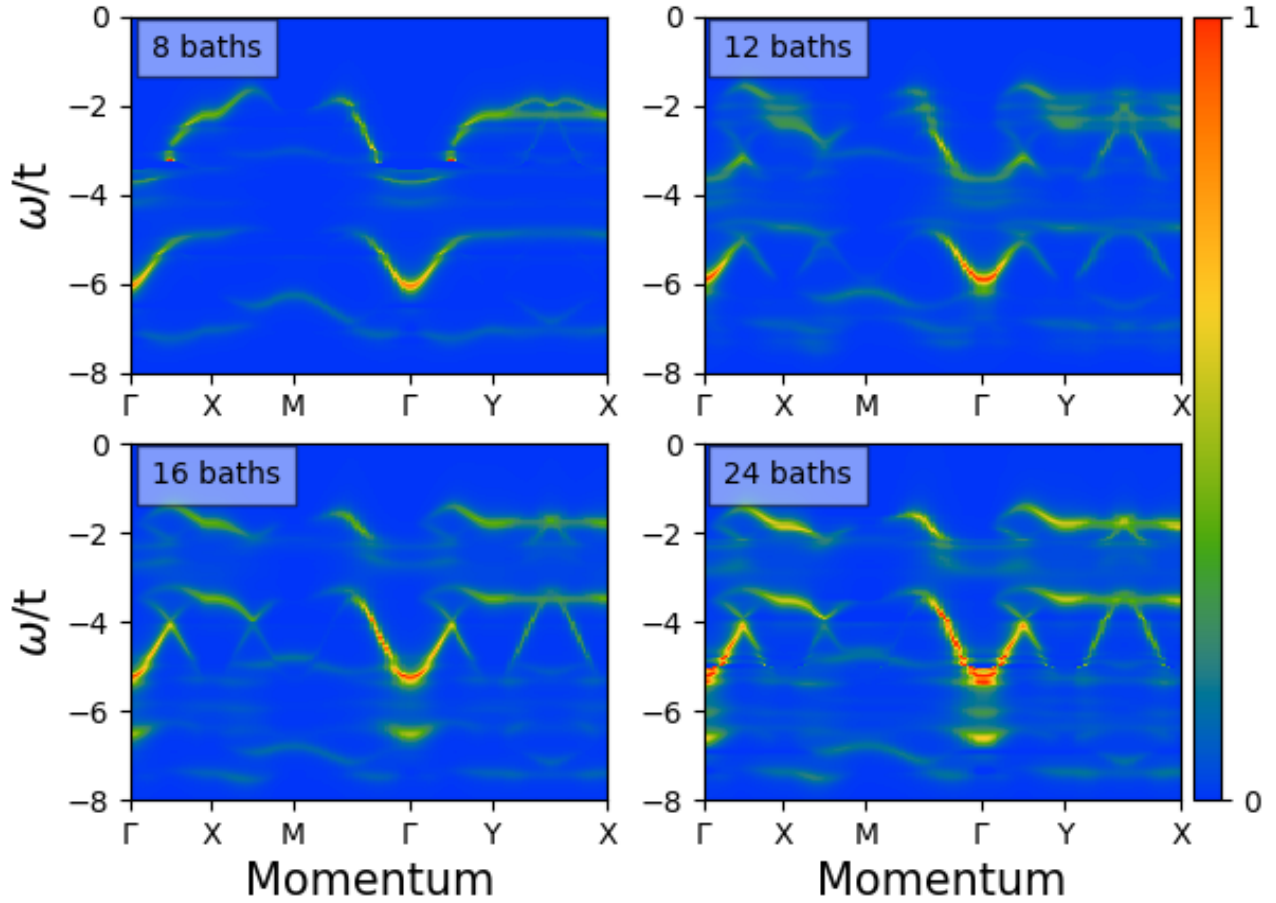 0
8 baths
−2
−4
−6
−8
Γ X M Γ Y X
ω/t
0
12 baths
−2
−4
−6
−8
Γ X M Γ Y X
1
0
0
16 baths
−2
−4
−6
−8
Γ X M Γ Y X
ω/t
Momentum
0
24 baths
−2
−4
−6
−8
Γ X M Γ Y X
Momentum